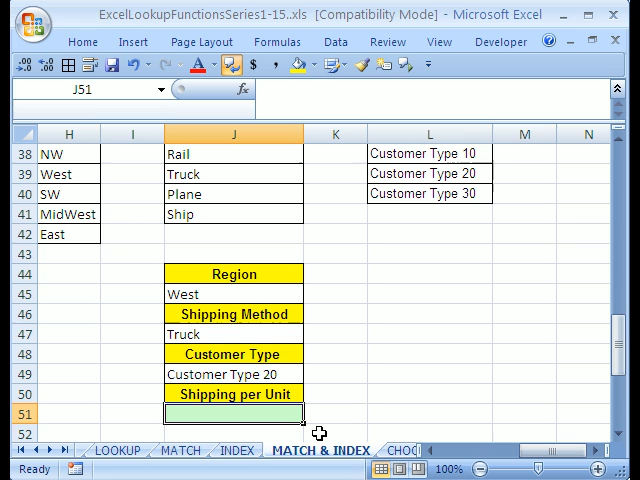 ExcelLookupFunctionsSeries1-15..xls [Compatibility Mode] - Microsoft Excel
Home Insert Page Layout Formulas Data Review View Developer
J51 fx
H I J K L M N
38 NW Rail Customer Type 10
39 West Truck Customer Type 20
40 SW Plane Customer Type 30
41 MidWest Ship
42 East
43
44 Region
45 West
46 Shipping Method
47 Truck
48 Customer Type
49 Customer Type 20
50 Shipping per Unit
51
52
LOOKUP MATCH INDEX MATCH & INDEX CHOO
Ready 100%